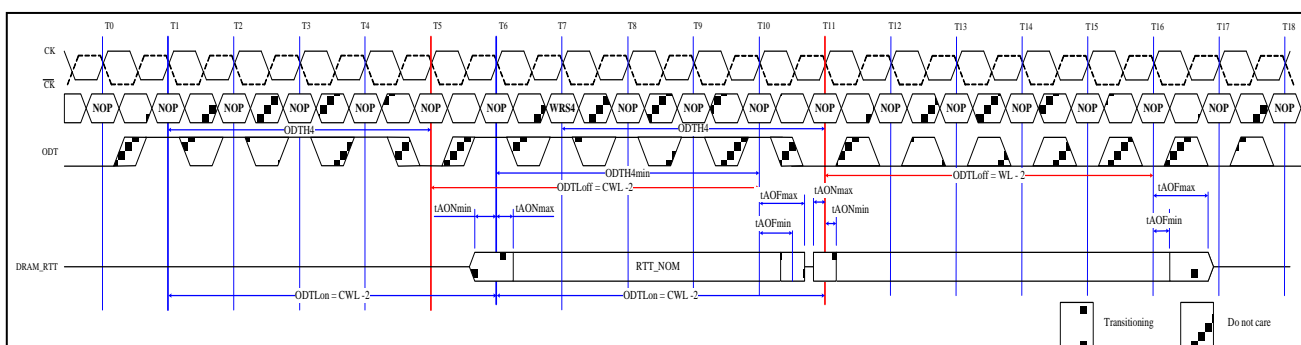 T0 T1 T2 T3 T4 T5 T6 T7 T8 T9 T10 T11 T12 T13 T14 T15 T16 T17 T18
CK
CK
NOP NOP NOP NOP NOP NOP NOP WRS4 NOP NOP NOP NOP NOP NOP NOP NOP NOP NOP NOP
ODTH4 ODTH4
ODT
ODTH4min ODTLoff = WL - 2
ODTLoff = CWL -2
tAONmin tAONmax tAOFmax tAONmax tAOFmax
tAOFmin tAONmin tAOFmin
DRAM_RTT RTT_NOM
ODTLon = CWL -2 ODTLon = CWL -2
Transitioning Do not care